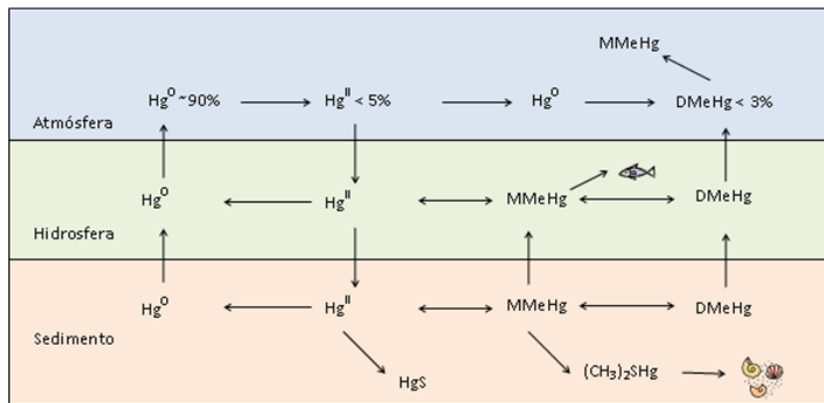 MMeHg
Hg⁰ ~90% Hgᴵᴵ < 5% Hg⁰ DMeHg < 3%
Atmósfera
Hg⁰ Hgᴵᴵ MMeHg DMeHg
Hidrosfera
Hg⁰ Hgᴵᴵ MMeHg DMeHg
Sedimento
HgS (CH₃)₂SHg